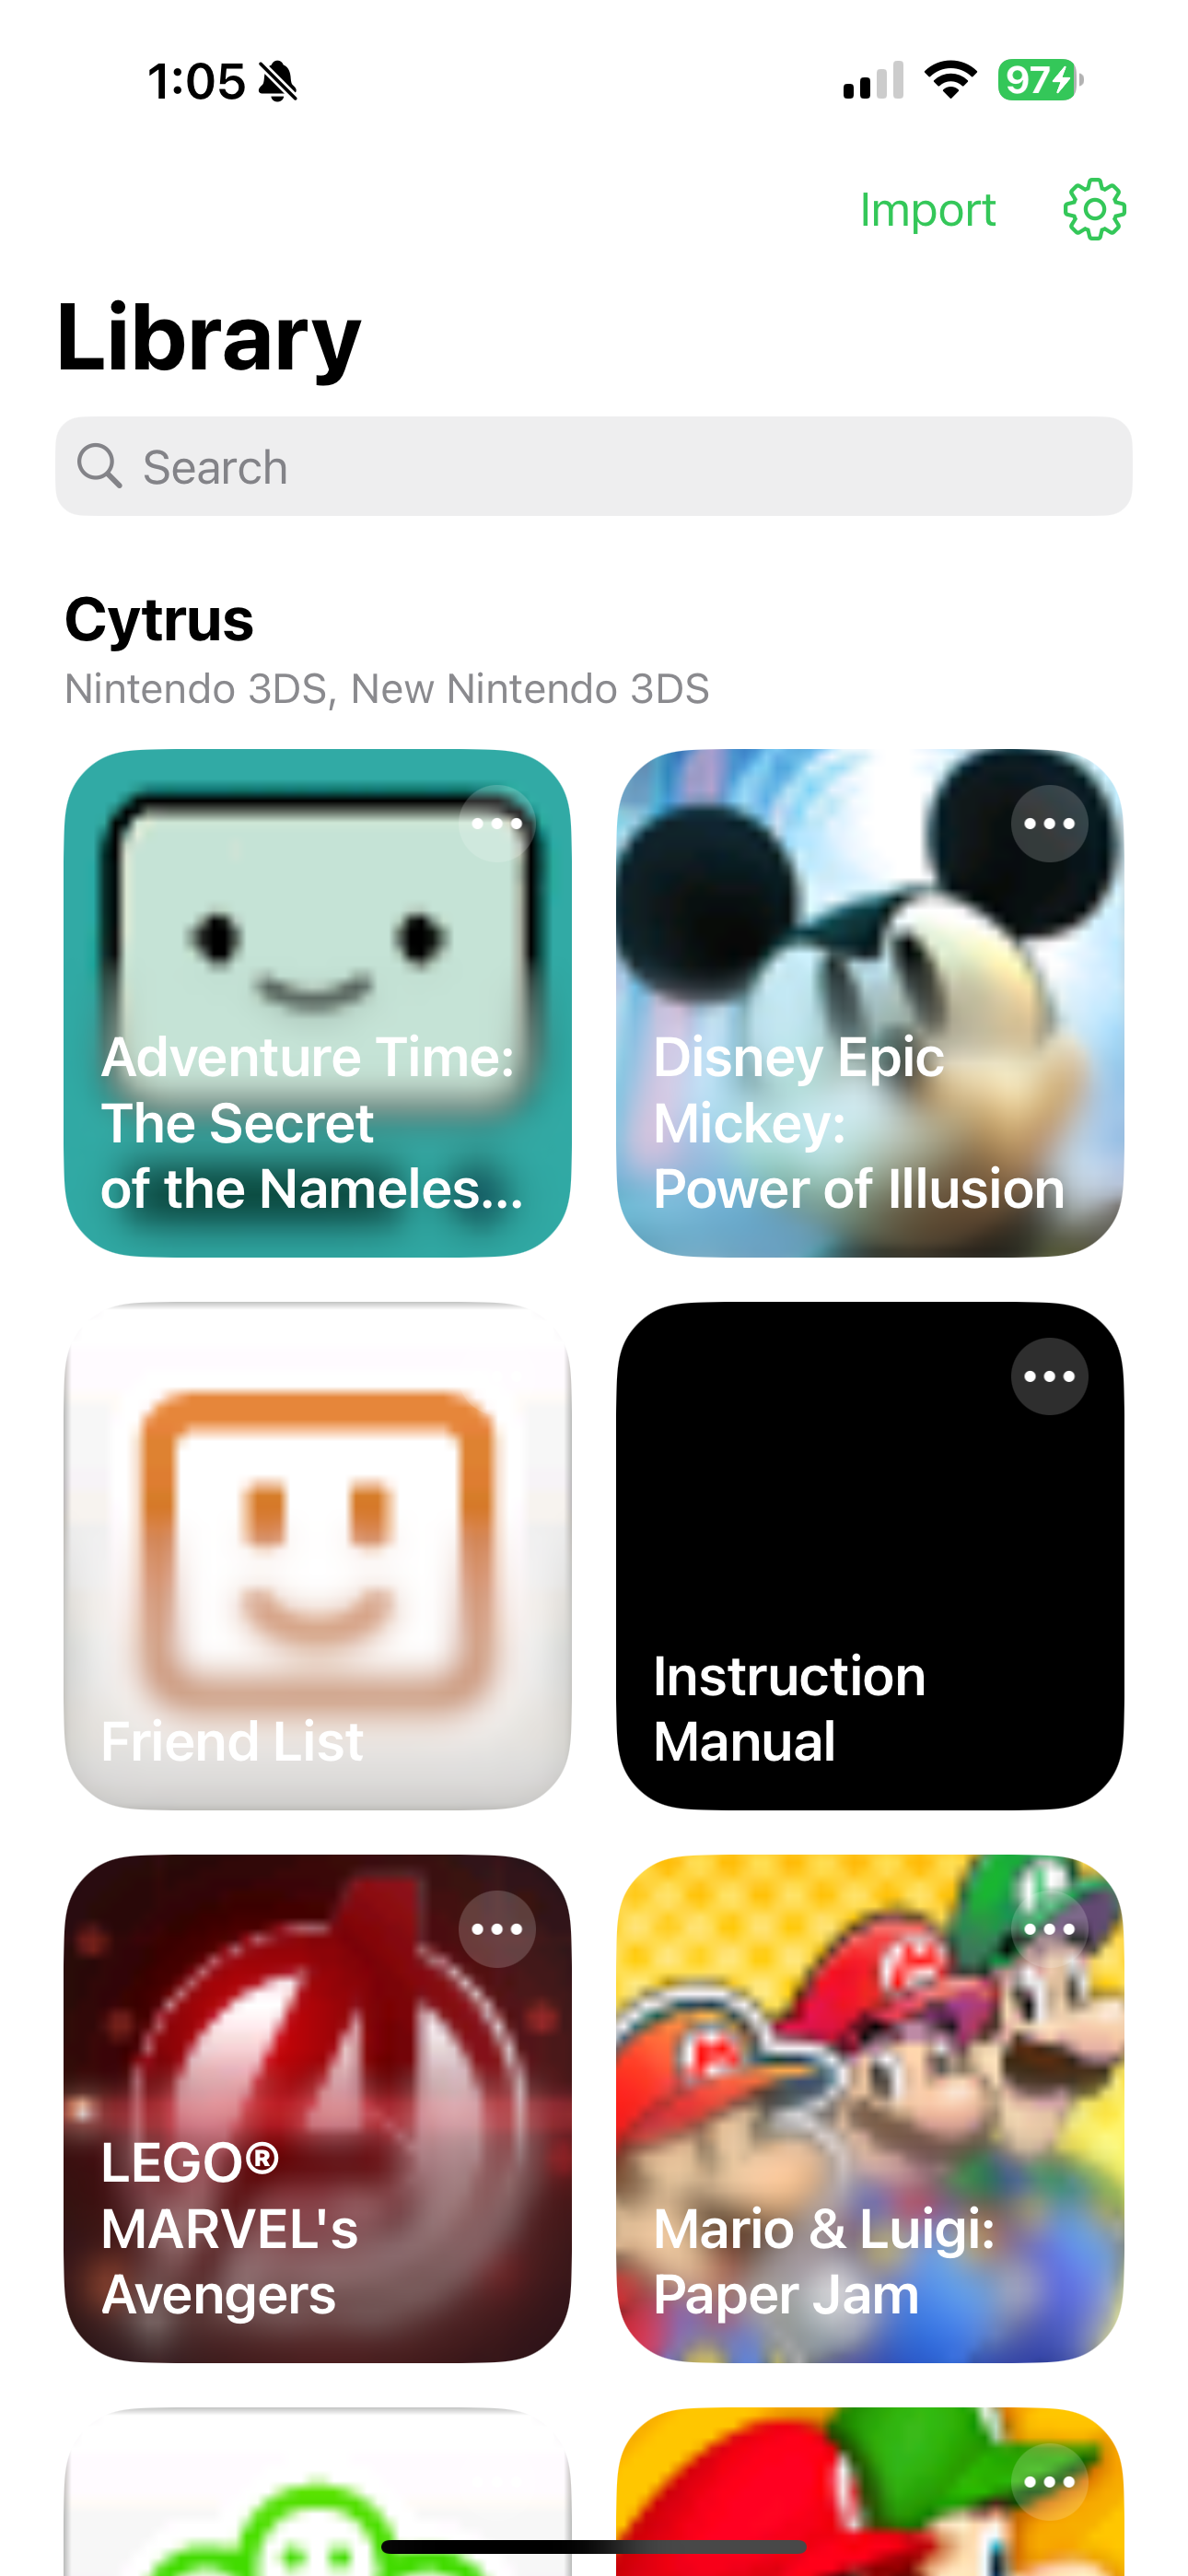 1:05
97
Import
Library
Search
Cytrus
Nintendo 3DS, New Nintendo 3DS
Adventure Time:
The Secret
of the Nameles...
Disney Epic
Mickey:
Power of Illusion
Friend List
Instruction
Manual
LEGO®
MARVEL's
Avengers
Mario & Luigi:
Paper Jam